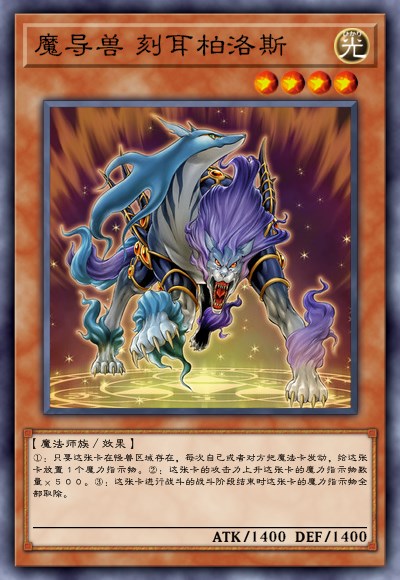 魔导兽 刻耳柏洛斯
光
ひかり
【魔法师族／效果】
①：只要这张卡在怪兽区域存在，每次自己或者对方把魔法卡发动，给这张
卡放置1个魔力指示物。②：这张卡的攻击力上升这张卡的魔力指示物数
量×５００。③：这张卡进行战斗的战斗阶段结束时这张卡的魔力指示物全
部取除。
ATK/1400 DEF/1400